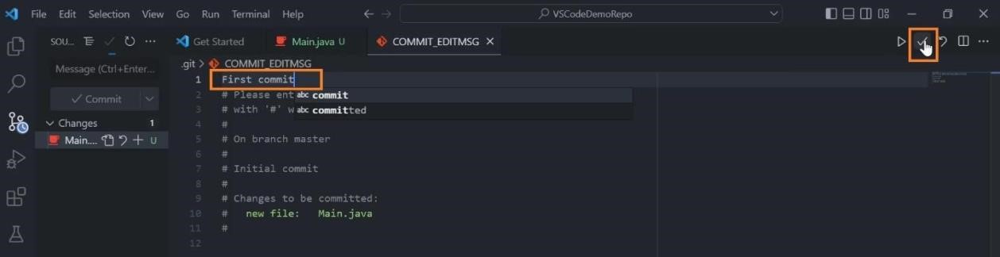 File Edit Selection View Go Run Terminal Help VSCodeDemoRepo
SOU... Get Started Main.java U COMMIT_EDITMSG
.git > COMMIT_EDITMSG
Message (Ctrl+Enter...
Commit
Changes 1
Main.... U
1 First commit
2 # Please ent abc commit
3 # with '#' w abc committed
4 #
5 # On branch master
6 #
7 # Initial commit
8 #
9 # Changes to be committed:
10 # new file: Main.java
11 #
12